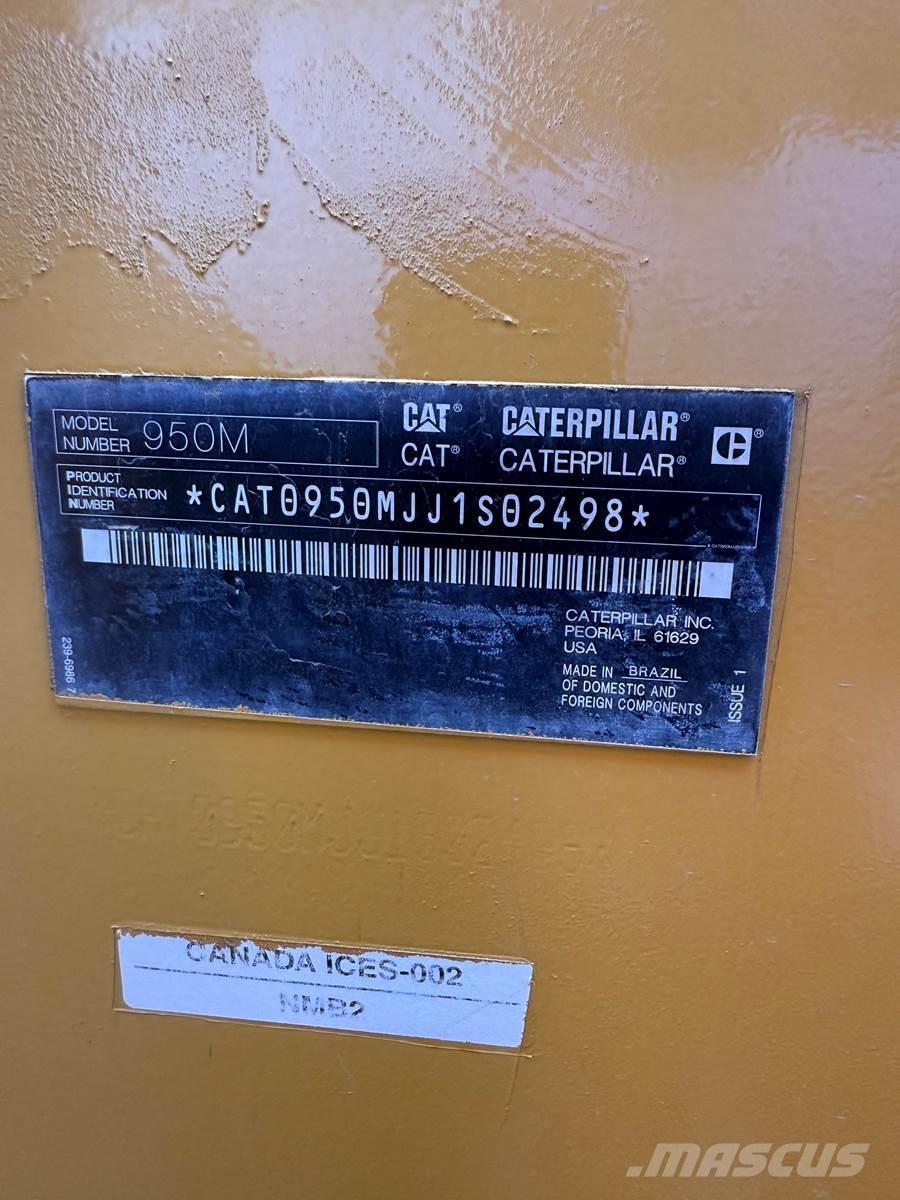 MODEL NUMBER 950M
CAT® CATERPILLAR®
CAT® CATERPILLAR®
PRODUCT IDENTIFICATION NUMBER *CAT0950MJJ1S02498*
CATERPILLAR INC.
PEORIA, IL 61629
USA
MADE IN BRAZIL
OF DOMESTIC AND
FOREIGN COMPONENTS
ISSUE 1
239-6986 7
CANADA ICES-002
NMB2
MASCUS